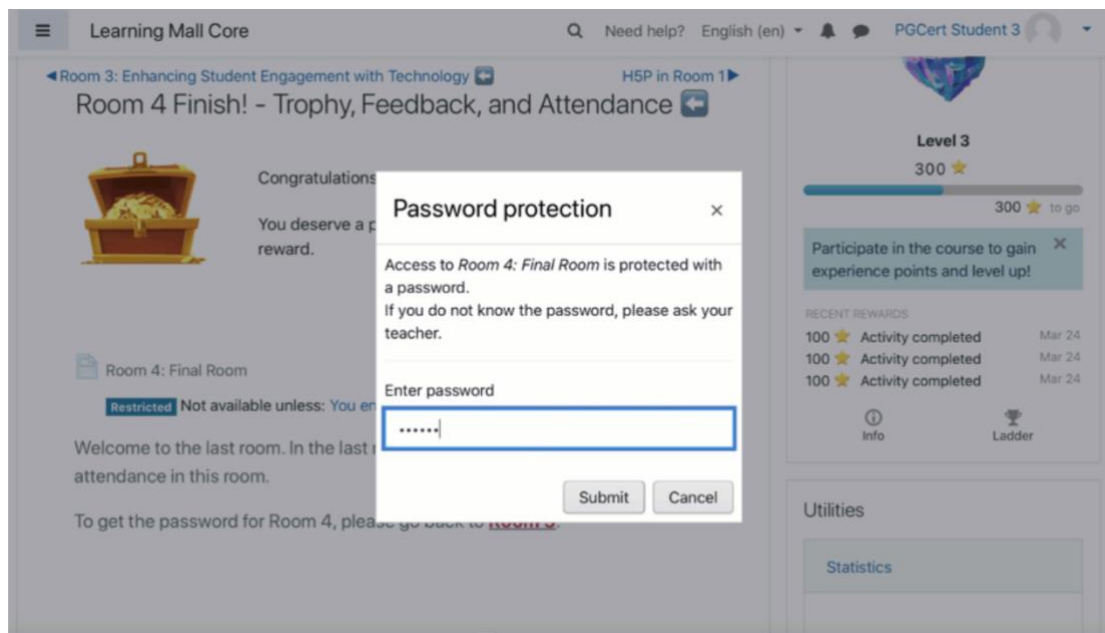 Learning Mall Core
Need help? English (en)
PGCert Student 3
Room 3: Enhancing Student Engagement with Technology
H5P in Room 1
Room 4 Finish! - Trophy, Feedback, and Attendance
Congratulations
You deserve a p
reward.
Room 4: Final Room
Restricted Not available unless: You en
Welcome to the last room. In the last r
attendance in this room.
To get the password for Room 4, please go back to Room 3.
Password protection
×
Access to Room 4: Final Room is protected with
a password.
If you do not know the password, please ask your
teacher.
Enter password
••••••
Submit
Cancel
Level 3
300
300 to go
Participate in the course to gain ×
experience points and level up!
RECENT REWARDS
100 Activity completed Mar 24
100 Activity completed Mar 24
100 Activity completed Mar 24
Info
Ladder
Utilities
Statistics